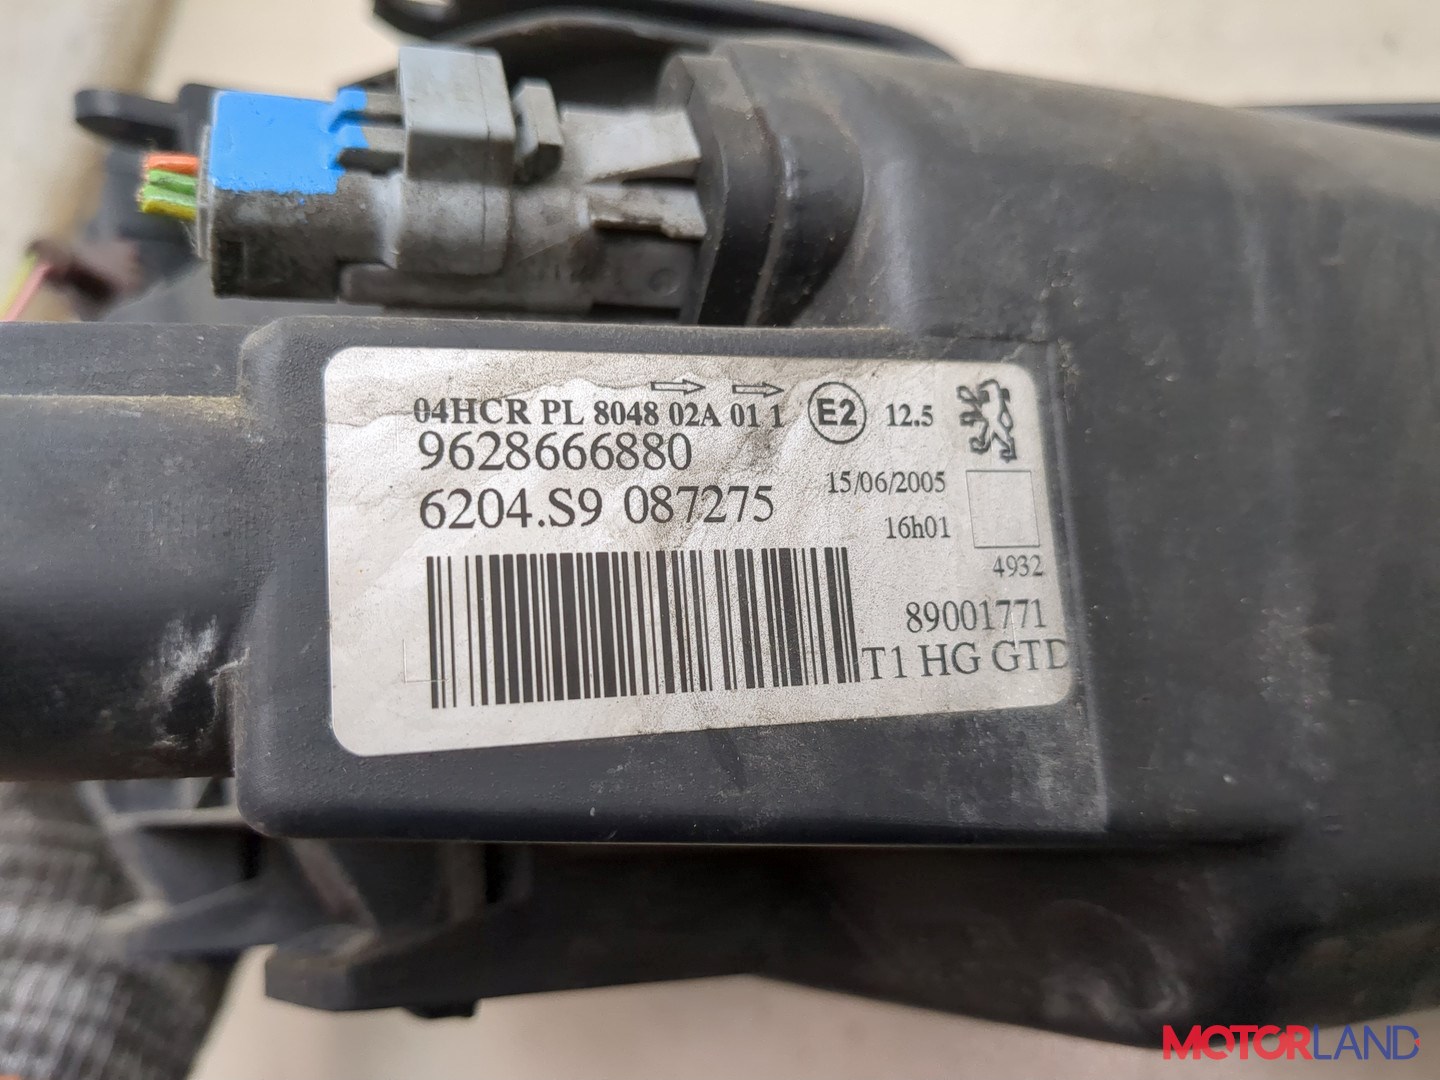 04HCR PL 8048 02A 01 1 E2 12.5
9628666880
6204.S9 087275
15/06/2005
16h01
4932
89001771
T1 HG GTD
MOTORLAND